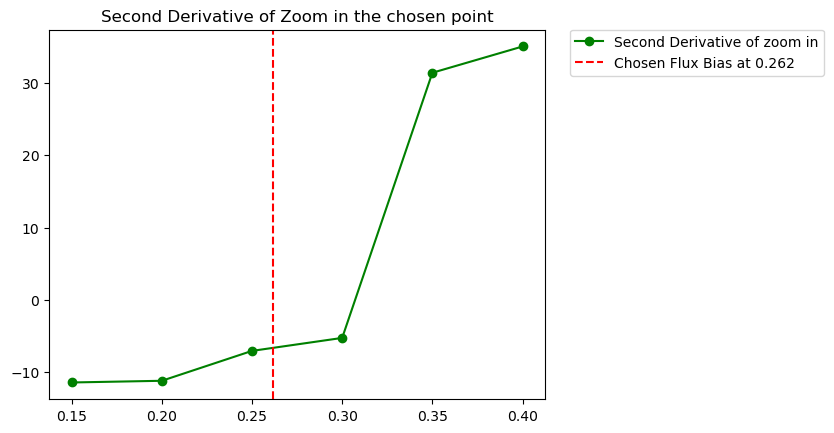 Second Derivative of Zoom in the chosen point
Second Derivative of zoom in
Chosen Flux Bias at 0.262
30
20
10
0
−10
0.15 0.20 0.25 0.30 0.35 0.40